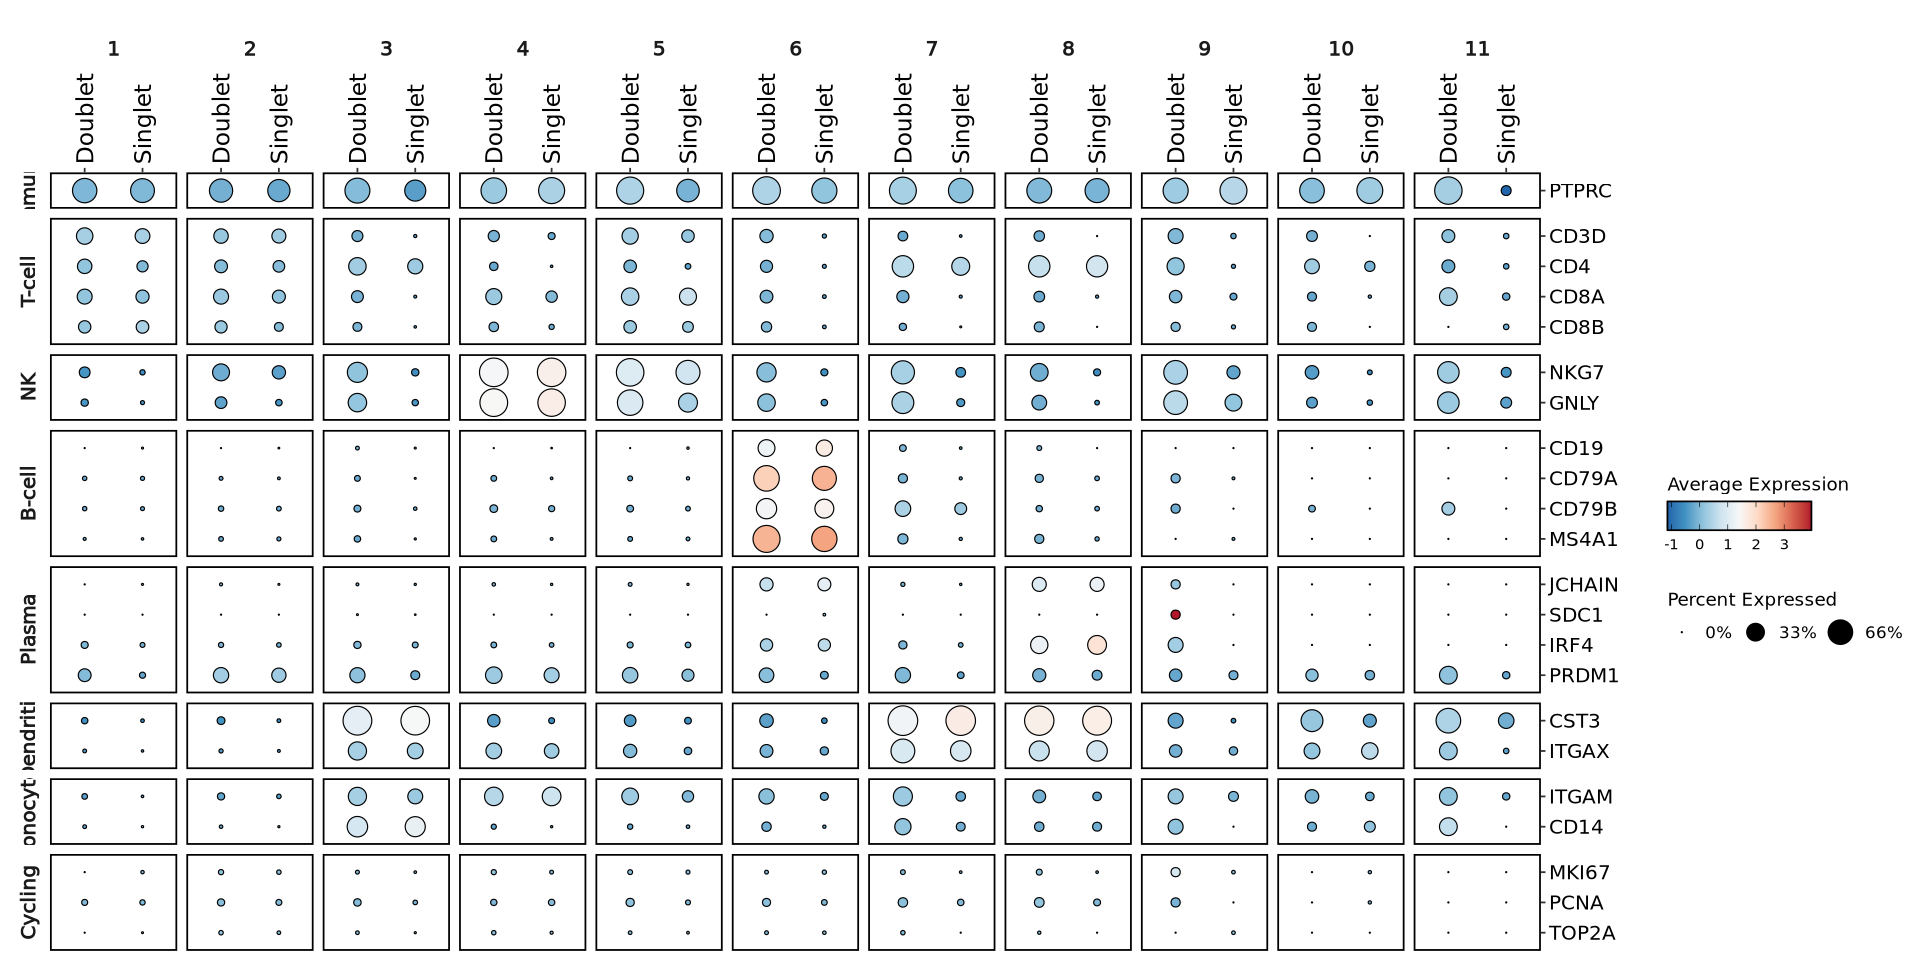 1 2 3 4 5 6 7 8 9 10 11
Doublet Singlet Doublet Singlet Doublet Singlet Doublet Singlet Doublet Singlet Doublet Singlet Doublet Singlet Doublet Singlet Doublet Singlet Doublet Singlet Doublet Singlet
PTPRC
T-cell
CD3D
CD4
CD8A
CD8B
NK
NKG7
GNLY
B-cell
CD19
CD79A
CD79B
MS4A1
Plasma
JCHAIN
SDC1
IRF4
PRDM1
endriti
CST3
ITGAX
onocyt
ITGAM
CD14
Cycling
MKI67
PCNA
TOP2A
Average Expression
-1 0 1 2 3
Percent Expressed
0% 33% 66%